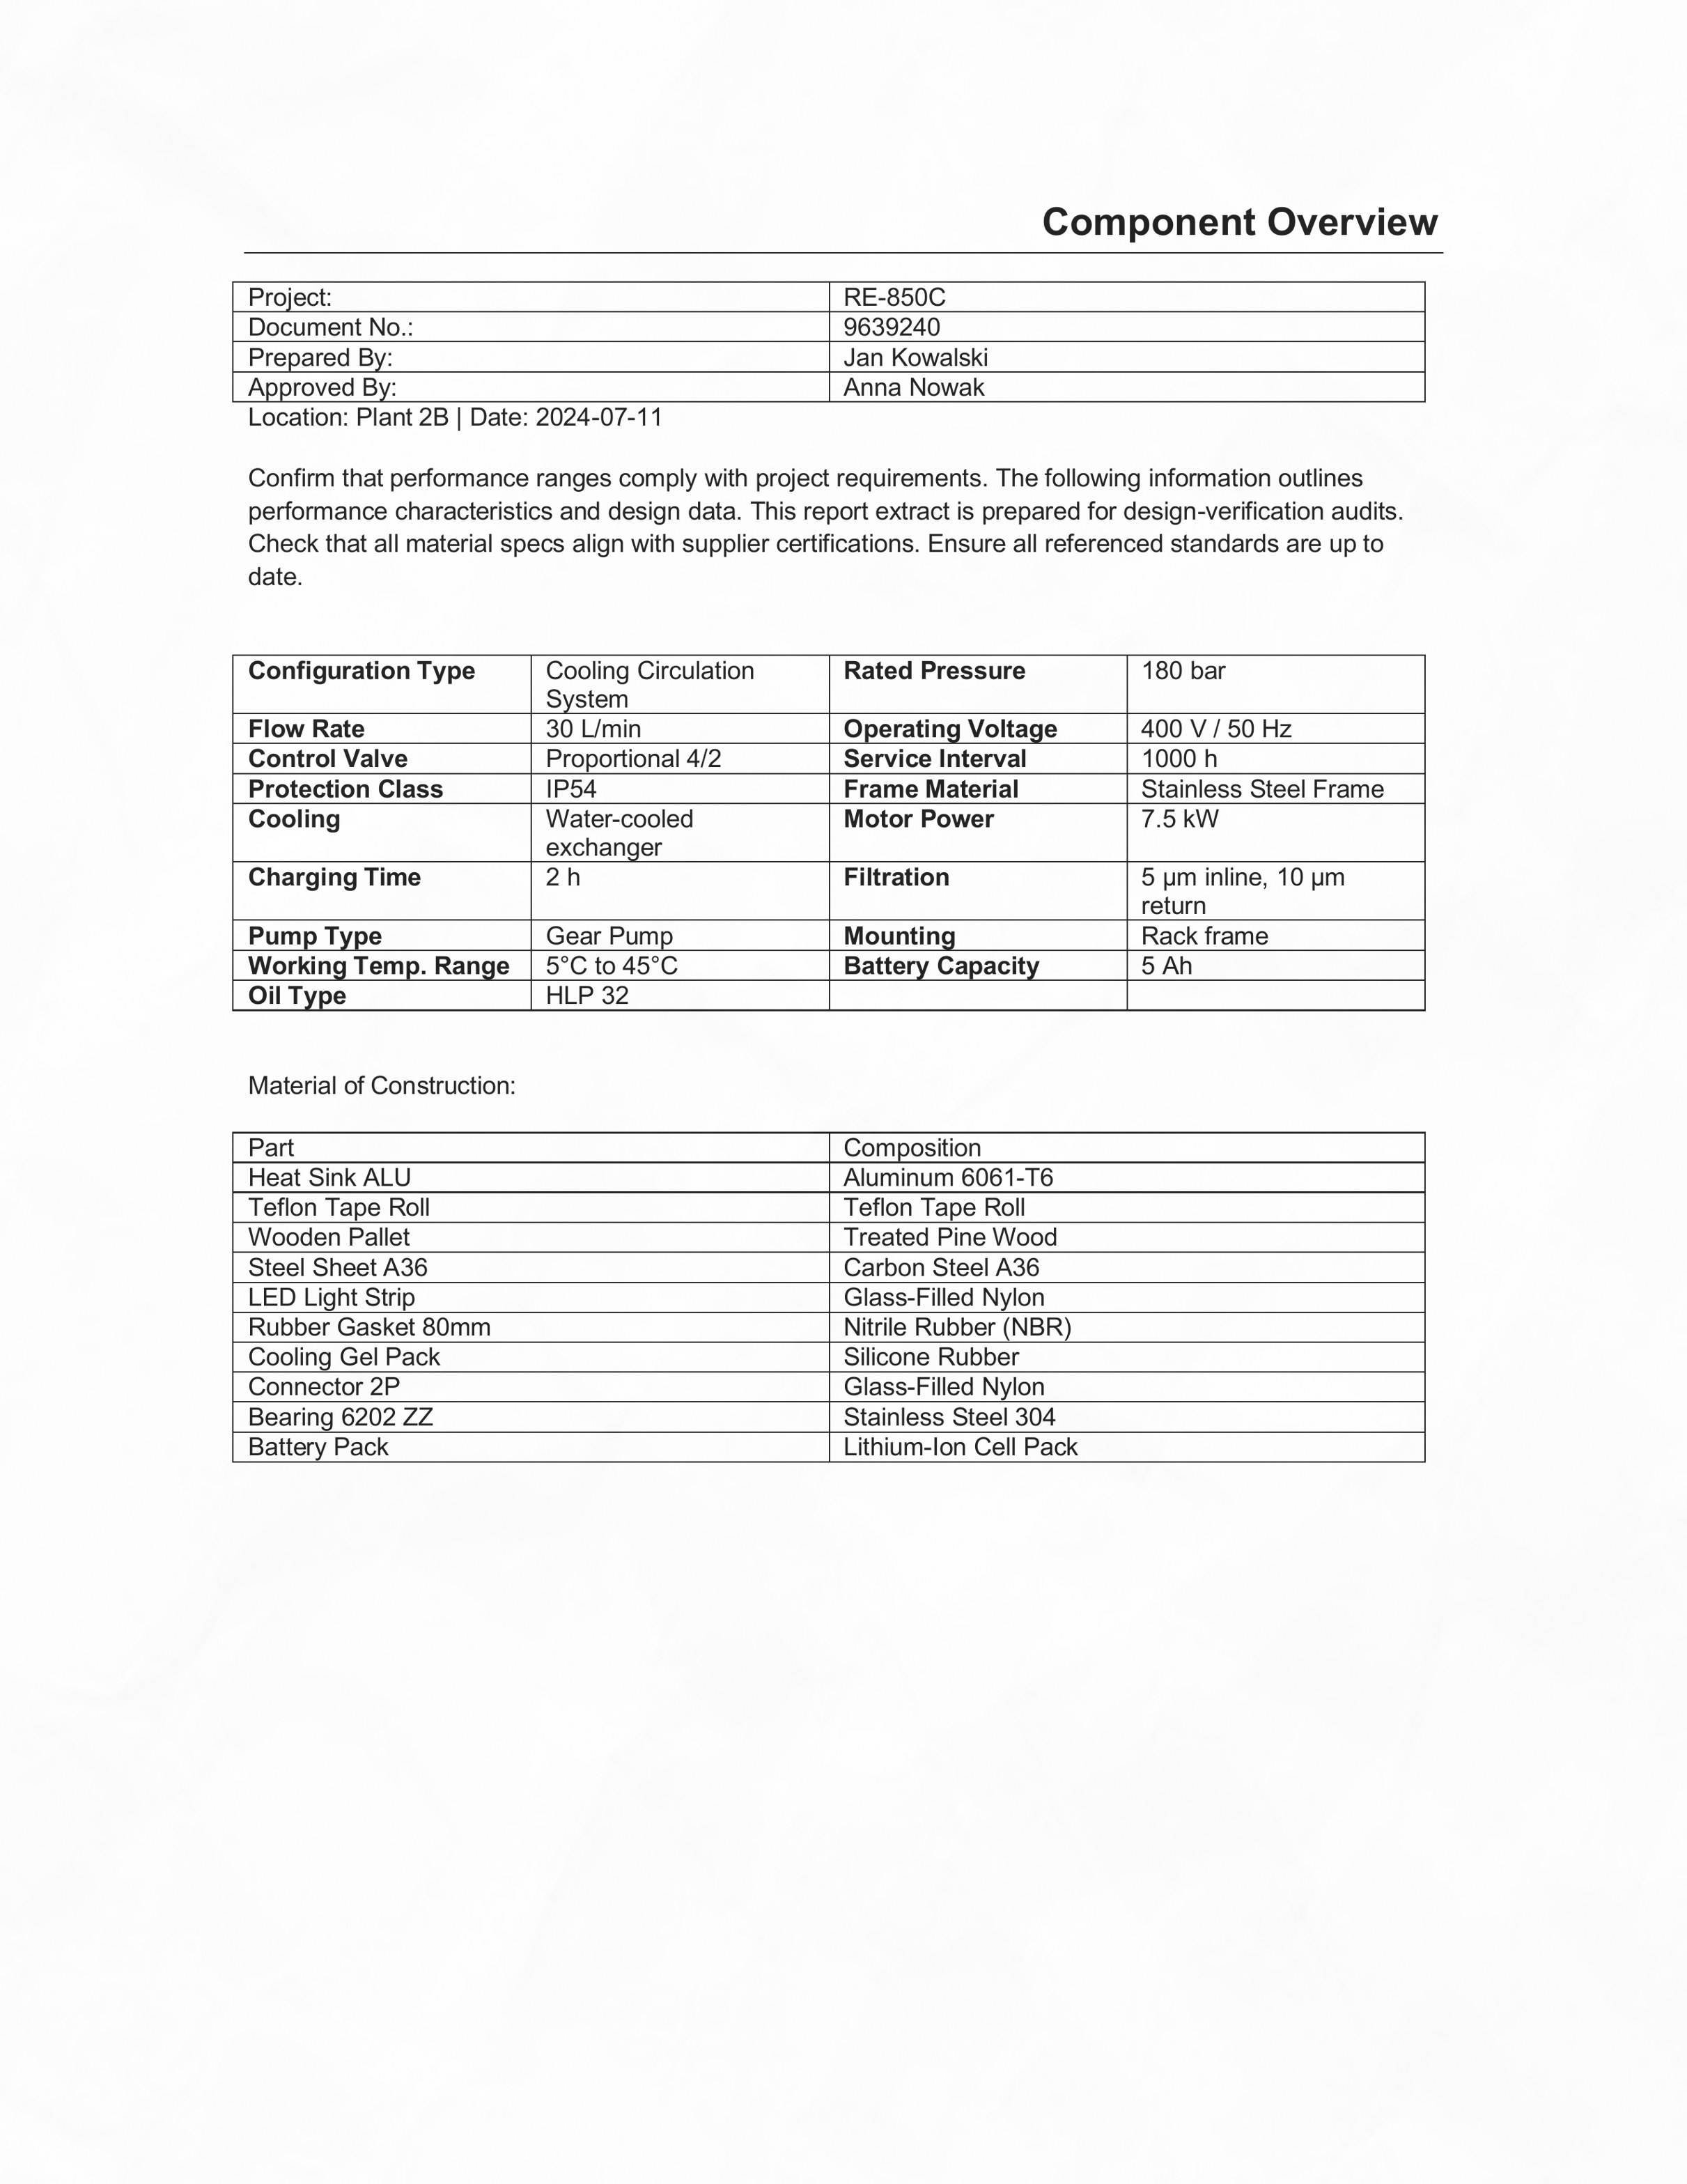 Component Overview
Project: RE-850C
Document No.: 9639240
Prepared By: Jan Kowalski
Approved By: Anna Nowak
Location: Plant 2B | Date: 2024-07-11
Confirm that performance ranges comply with project requirements. The following information outlines
performance characteristics and design data. This report extract is prepared for design-verification audits.
Check that all material specs align with supplier certifications. Ensure all referenced standards are up to
date.
Configuration Type Cooling Circulation System Rated Pressure 180 bar
Flow Rate 30 L/min Operating Voltage 400 V / 50 Hz
Control Valve Proportional 4/2 Service Interval 1000 h
Protection Class IP54 Frame Material Stainless Steel Frame
Cooling Water-cooled exchanger Motor Power 7.5 kW
Charging Time 2 h Filtration 5 µm inline, 10 µm return
Pump Type Gear Pump Mounting Rack frame
Working Temp. Range 5°C to 45°C Battery Capacity 5 Ah
Oil Type HLP 32
Material of Construction:
Part Composition
Heat Sink ALU Aluminum 6061-T6
Teflon Tape Roll Teflon Tape Roll
Wooden Pallet Treated Pine Wood
Steel Sheet A36 Carbon Steel A36
LED Light Strip Glass-Filled Nylon
Rubber Gasket 80mm Nitrile Rubber (NBR)
Cooling Gel Pack Silicone Rubber
Connector 2P Glass-Filled Nylon
Bearing 6202 ZZ Stainless Steel 304
Battery Pack Lithium-Ion Cell Pack